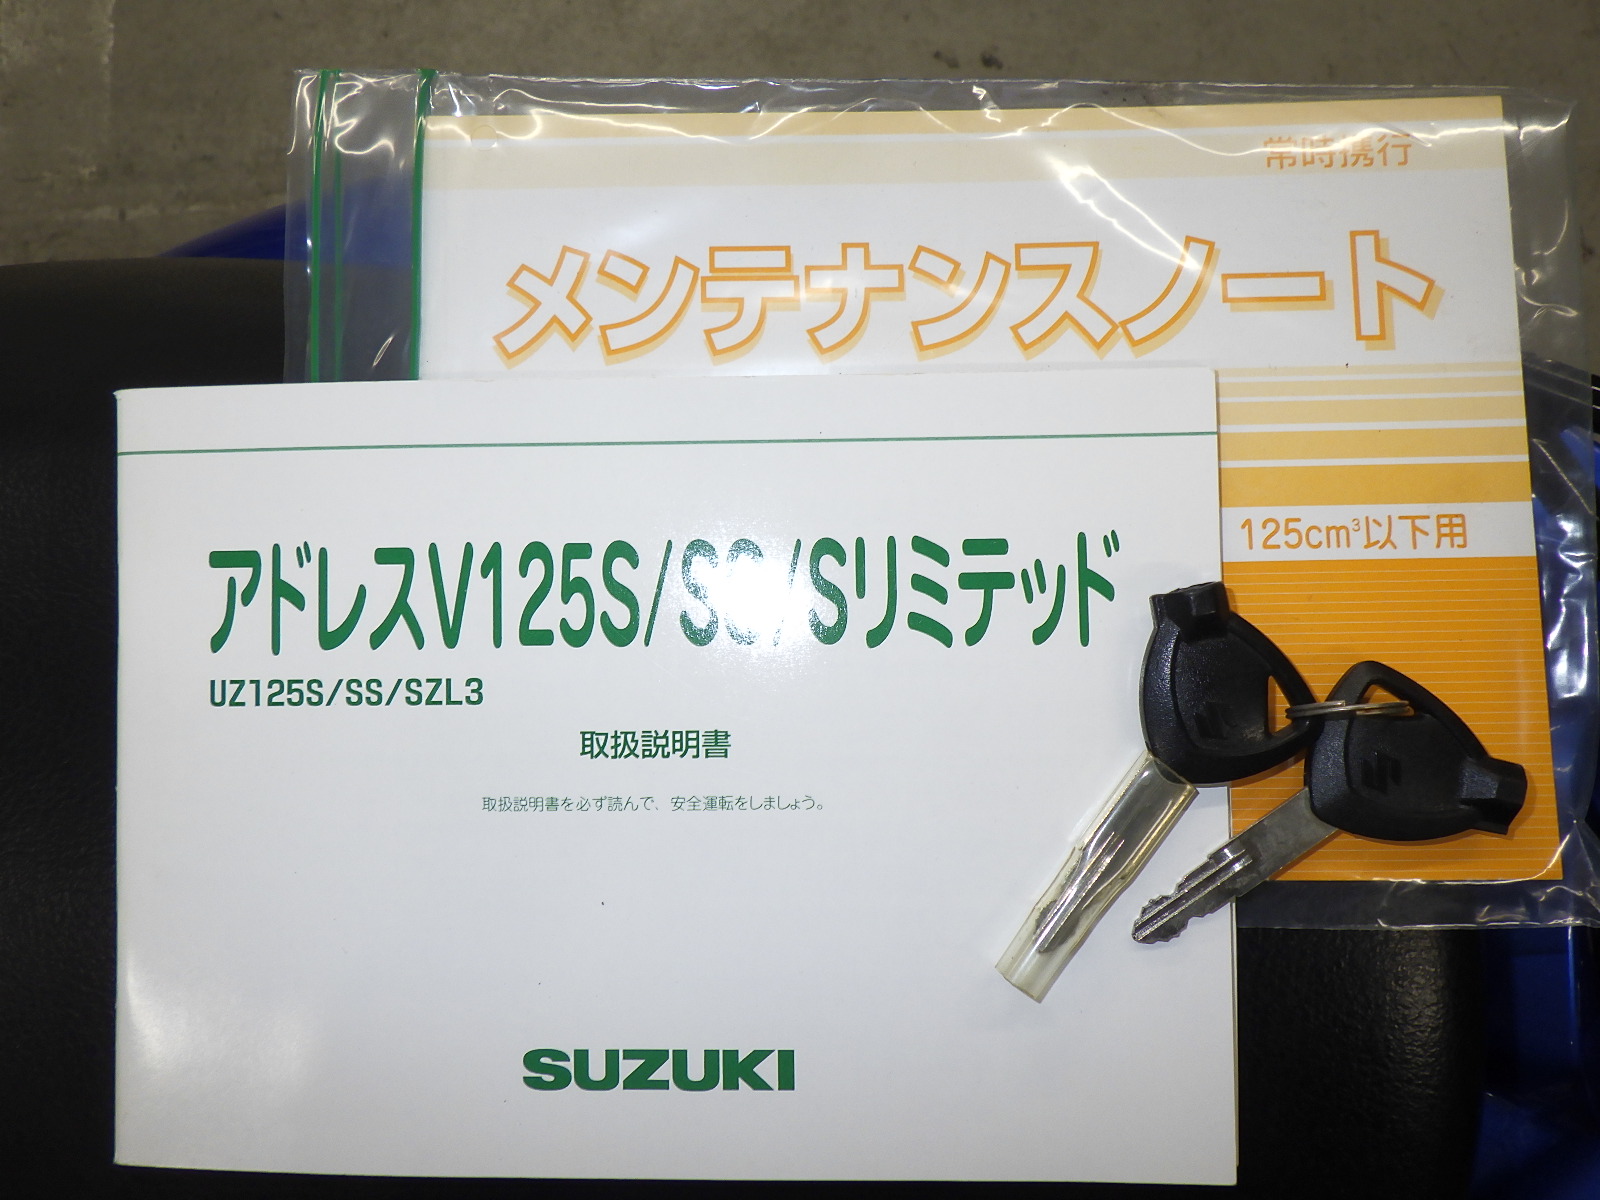 常時携行
メンテナンスノート
125cm³以下用
アドレスV125S/SS/Sリミテッド
UZ125S/SS/SZL3
取扱説明書
取扱説明書を必ず読んで、安全運転をしましょう。
SUZUKI